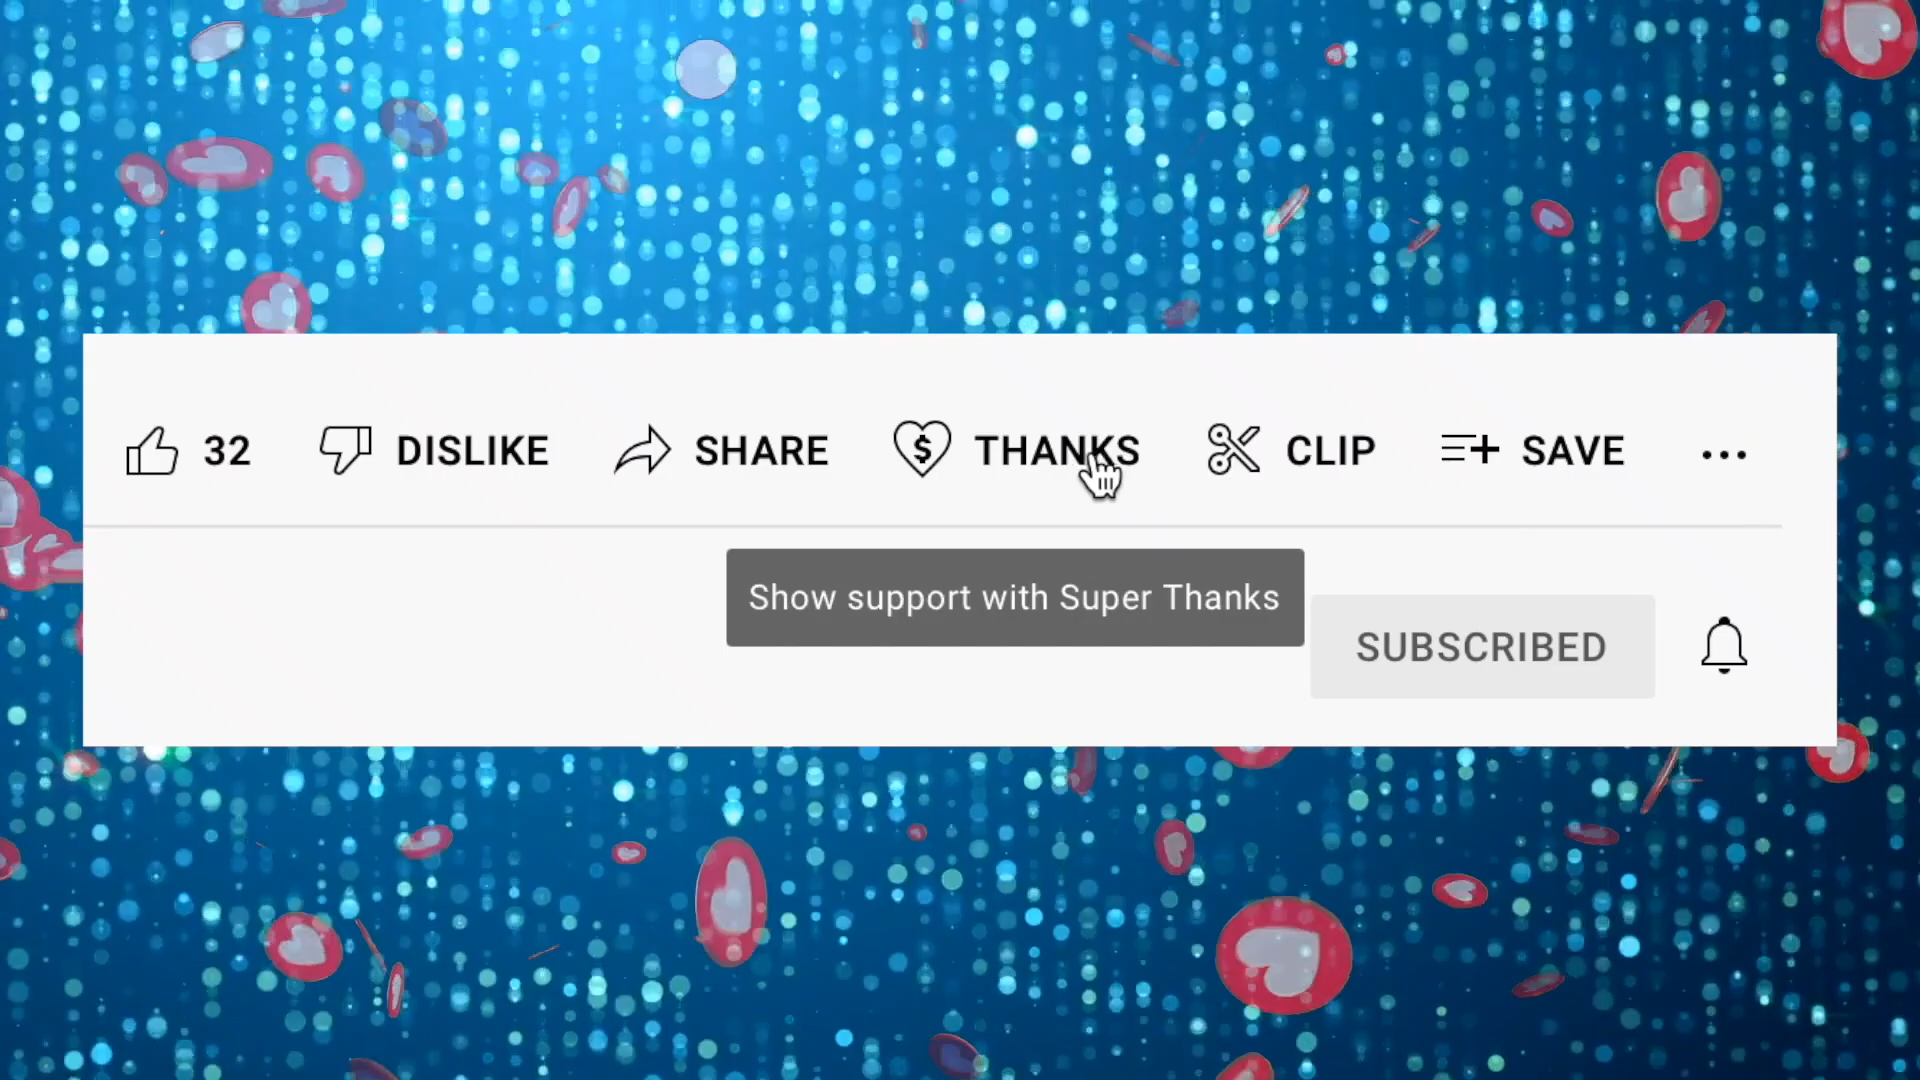 32 DISLIKE SHARE THANKS CLIP SAVE ...
Show support with Super Thanks
SUBSCRIBED